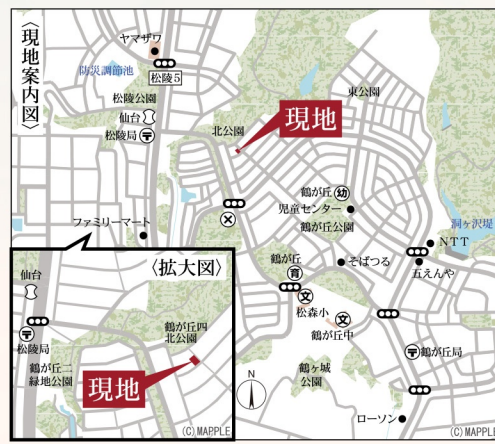 〈現地案内図〉
ヤマザワ
防災調節池
松陵5
松陵公園
仙台
松陵局
北公園
現地
東公園
鶴が丘
幼
児童センター
鶴が丘公園
洞ヶ沢堤
NTT
五えんや
ファミリーマート
鶴が丘
育
そばつる
文
松森小
文
鶴が丘中
鶴が丘局
鶴ヶ城
公園
N
ローソン
(C)MAPPLE
〈拡大図〉
仙台
松陵局
鶴が丘四
北公園
鶴が丘二
緑地公園
現地
(C)MAPPLE